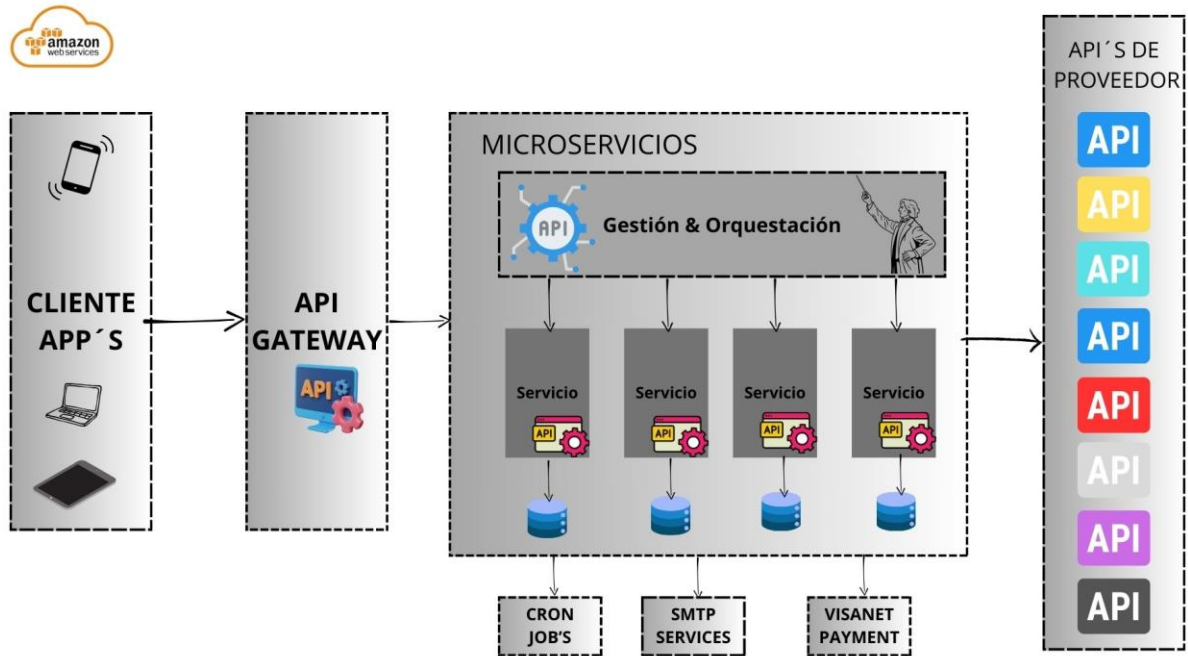 amazon
web services
CLIENTE
APP´S
API
GATEWAY
API
MICROSERVICIOS
API
Gestión & Orquestación
Servicio
API
Servicio
API
Servicio
API
Servicio
API
CRON
JOB'S
SMTP
SERVICES
VISANET
PAYMENT
API´S DE
PROVEEDOR
API
API
API
API
API
API
API
API